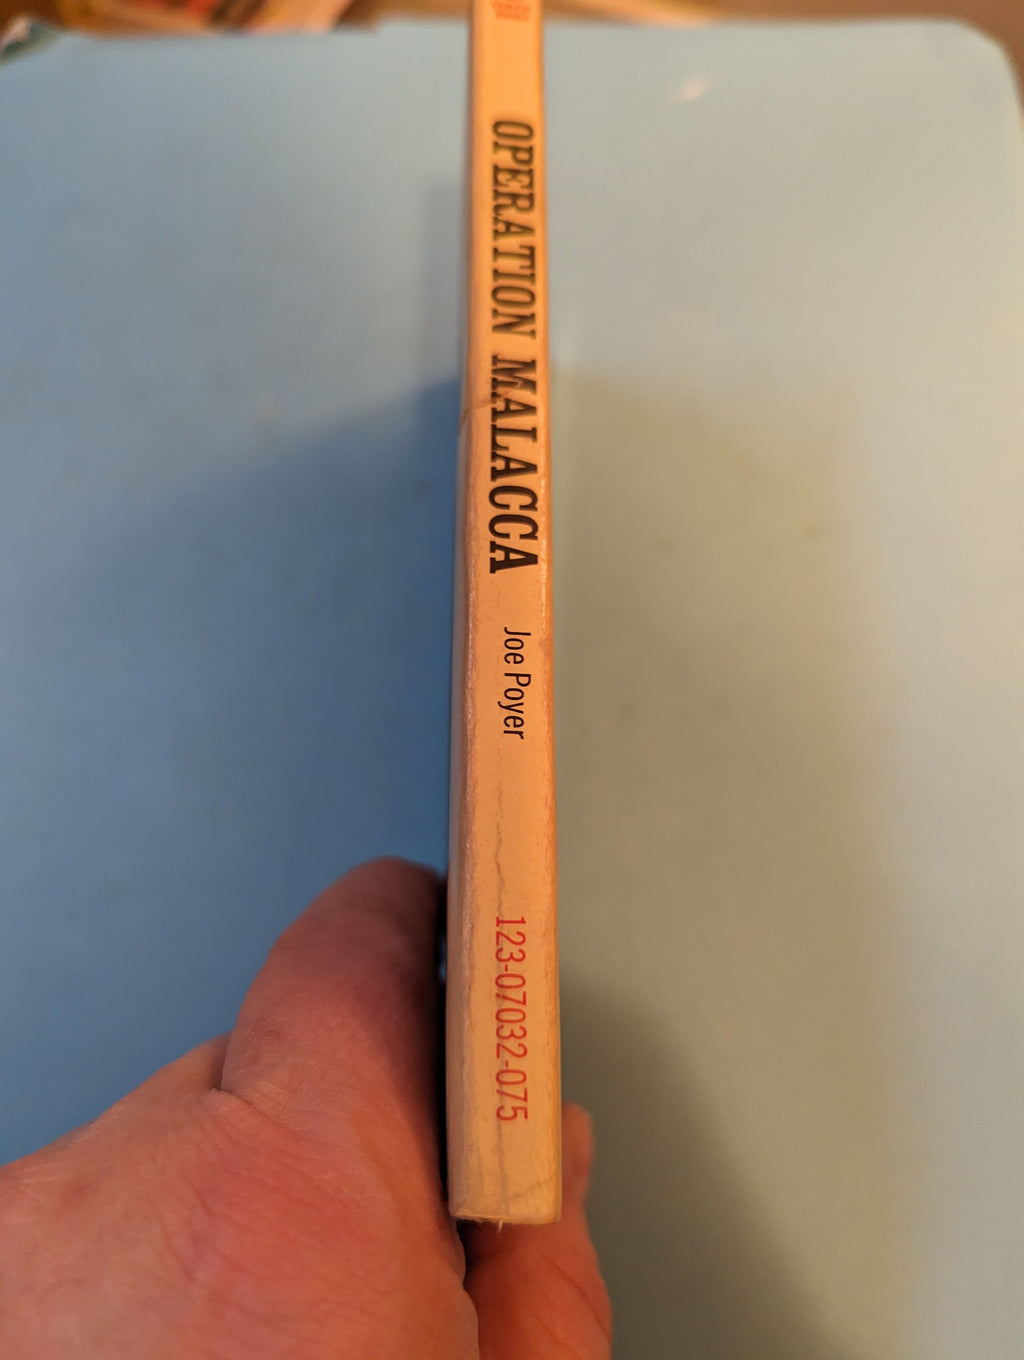 OPERATION MALACCA
Joe Poyer
123-07032-075